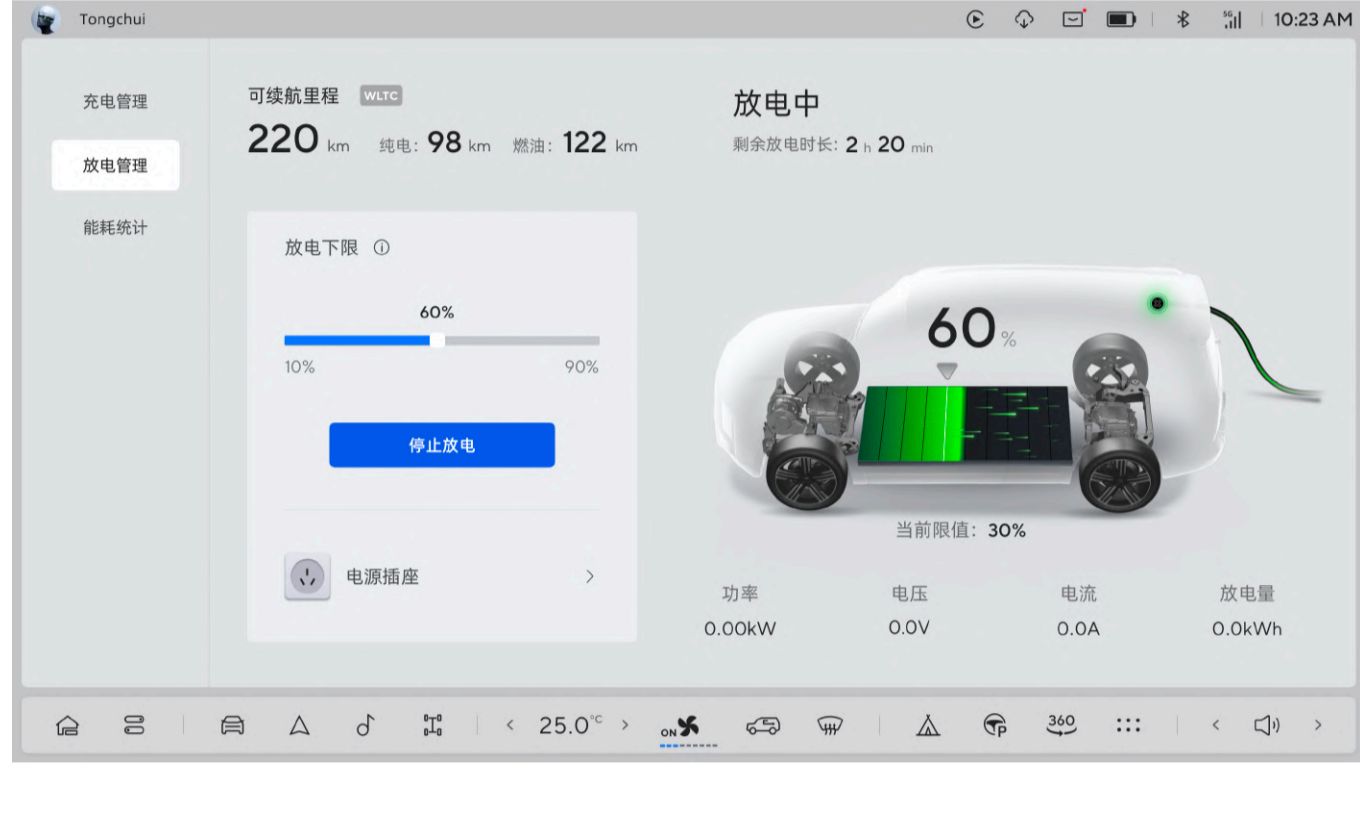 Tongchui
5G
10:23 AM
充电管理
放电管理
能耗统计
可续航里程 WLTC
220 km 纯电: 98 km 燃油: 122 km
放电中
剩余放电时长: 2 h 20 min
放电下限
60%
10% 90%
停止放电
电源插座
60%
当前限值: 30%
功率 电压 电流 放电量
0.00kW 0.0V 0.0A 0.0kWh
25.0°C
ON
P
360